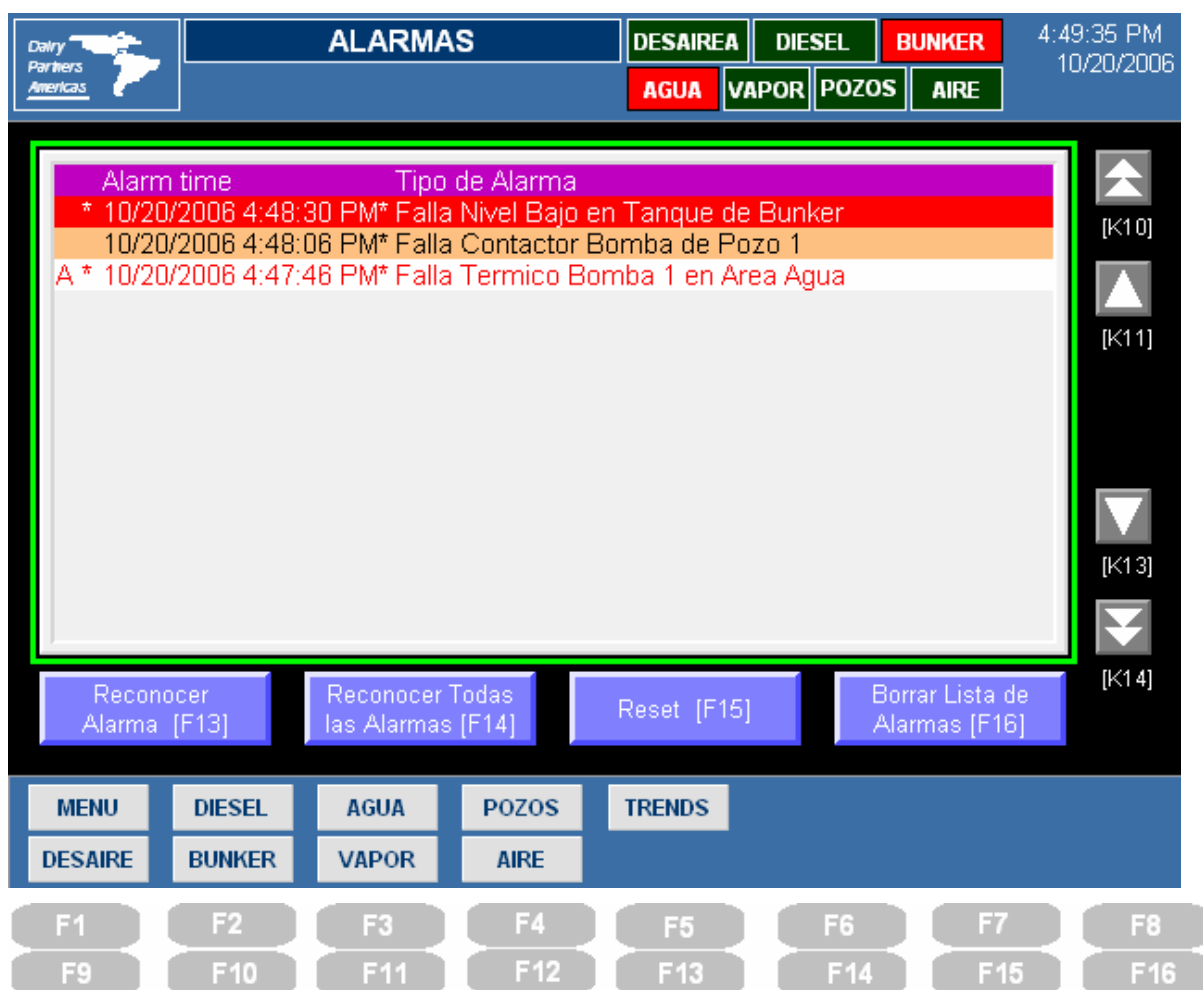 Dairy
Partners
Americas
ALARMAS
DESAIREA DIESEL BUNKER
AGUA VAPOR POZOS AIRE
4:49:35 PM
10/20/2006
Alarm time Tipo de Alarma
* 10/20/2006 4:48:30 PM* Falla Nivel Bajo en Tanque de Bunker
10/20/2006 4:48:06 PM* Falla Contactor Bomba de Pozo 1
A * 10/20/2006 4:47:46 PM* Falla Termico Bomba 1 en Area Agua
[K10]
[K11]
[K13]
[K14]
Reconocer
Alarma [F13]
Reconocer Todas
las Alarmas [F14]
Reset [F15]
Borrar Lista de
Alarmas [F16]
MENU DIESEL AGUA POZOS TRENDS
DESAIRE BUNKER VAPOR AIRE
F1 F2 F3 F4 F5 F6 F7 F8
F9 F10 F11 F12 F13 F14 F15 F16